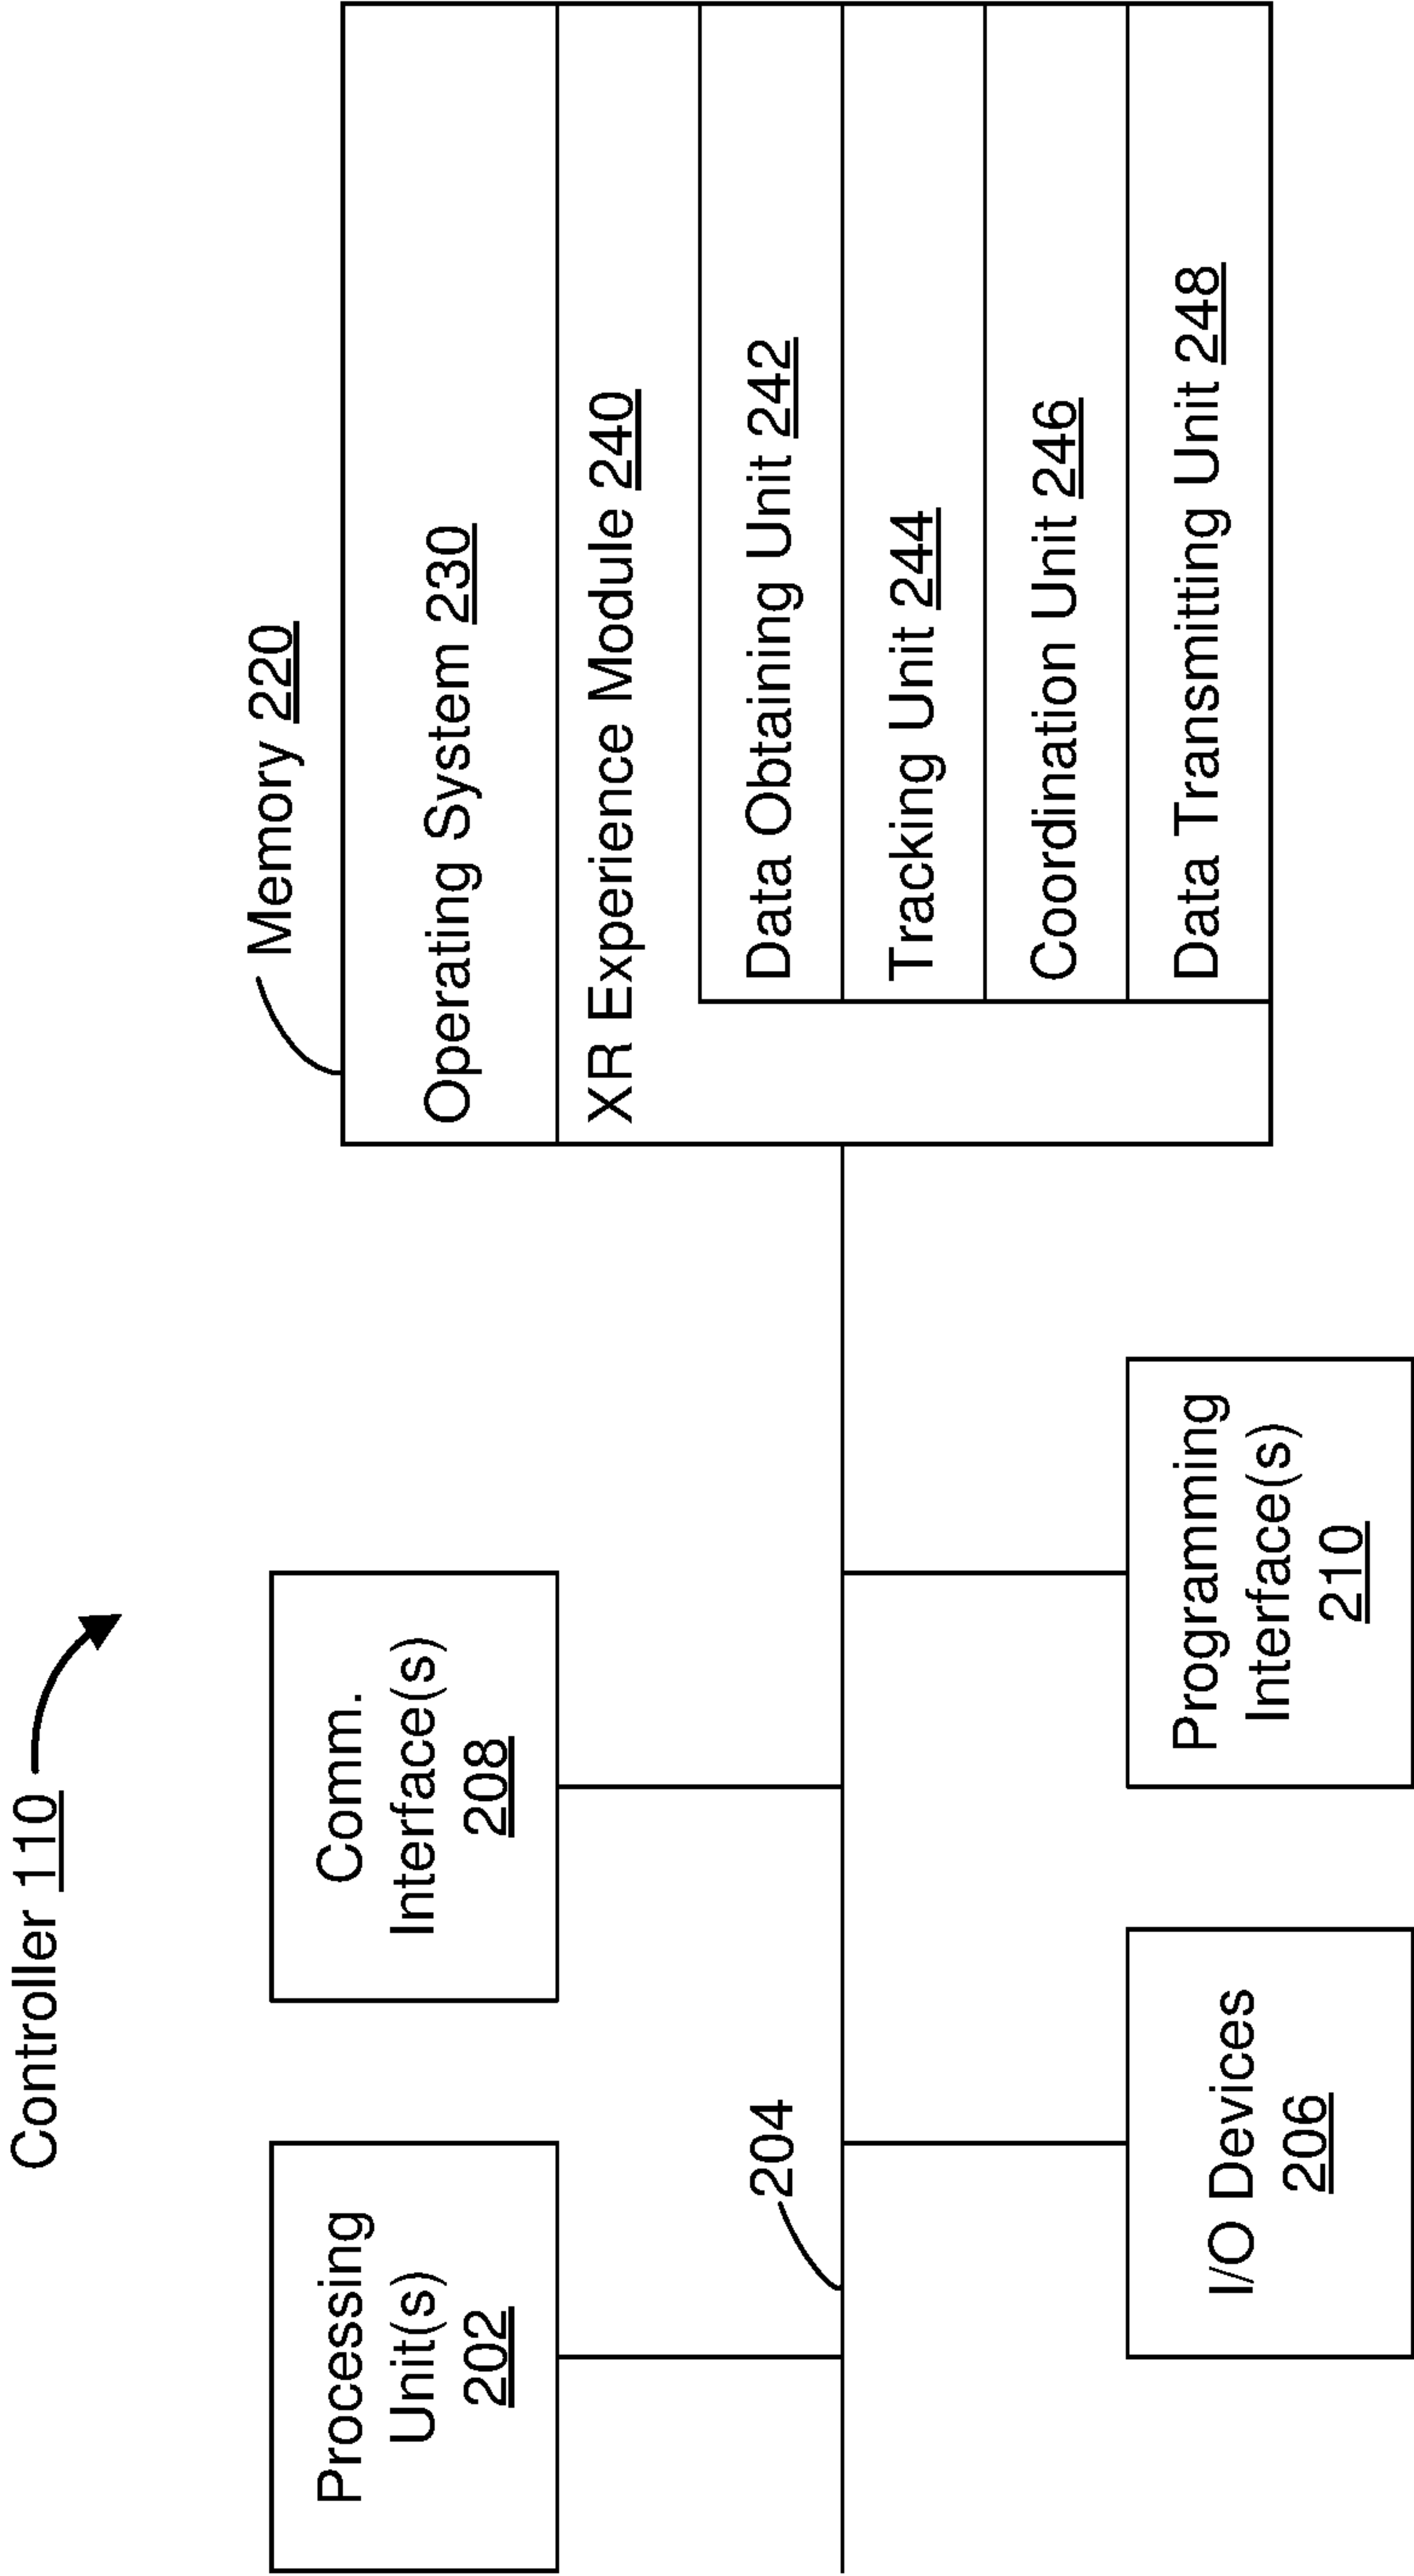 Controller 110
Processing
Unit(s)
202
Comm.
Interface(s)
208
204
I/O Devices
206
Programming
Interface(s)
210
Memory 220
Operating System 230
XR Experience Module 240
Data Obtaining Unit 242
Tracking Unit 244
Coordination Unit 246
Data Transmitting Unit 248